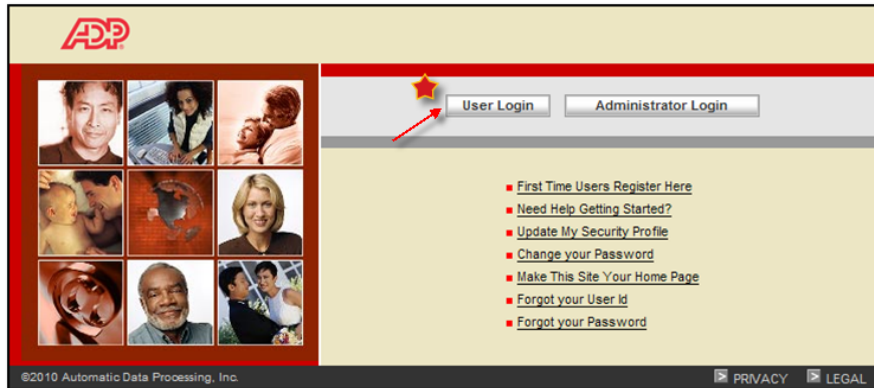 ADP
User Login
Administrator Login
First Time Users Register Here
Need Help Getting Started?
Update My Security Profile
Change your Password
Make This Site Your Home Page
Forgot your User Id
Forgot your Password
©2010 Automatic Data Processing, Inc.
PRIVACY
LEGAL